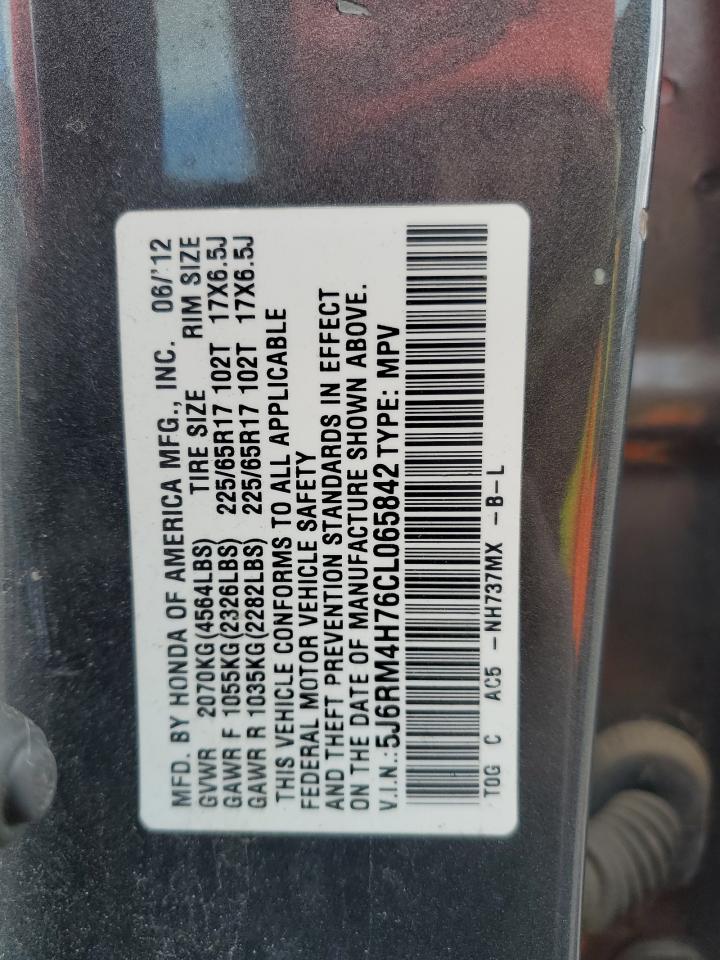 MFD. BY HONDA OF AMERICA MFG., INC. 06/'12
GVWR 2070KG(4564LBS) TIRE SIZE RIM SIZE
GAWR F 1055KG(2326LBS) 225/65R17 102T 17X6.5J
GAWR R 1035KG(2282LBS) 225/65R17 102T 17X6.5J
THIS VEHICLE CONFORMS TO ALL APPLICABLE
FEDERAL MOTOR VEHICLE SAFETY
AND THEFT PREVENTION STANDARDS IN EFFECT
ON THE DATE OF MANUFACTURE SHOWN ABOVE.
V.I.N.:5J6RM4H76CL065842 TYPE: MPV
T0G C AC5 -NH737MX -B-L